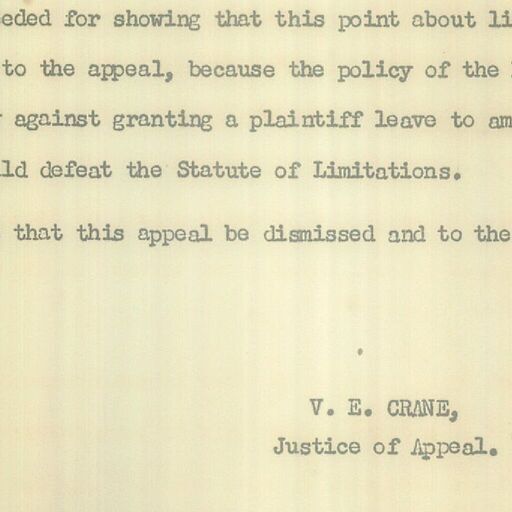 eded for showing that this point about li
to the appeal, because the policy of the
against granting a plaintiff leave to am
ld defeat the Statute of Limitations.
that this appeal be dismissed and to the
V. E. CRANE,
Justice of Appeal.